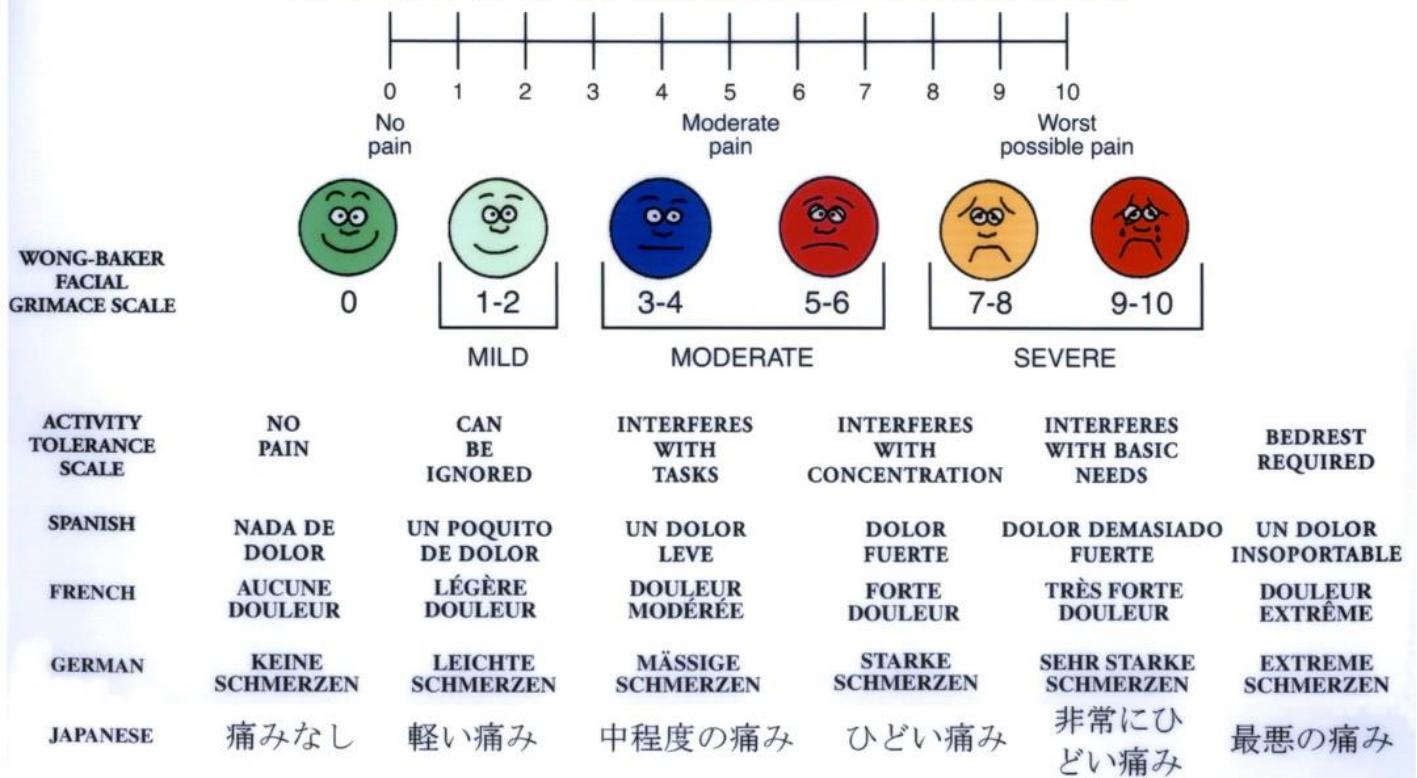 0 1 2 3 4 5 6 7 8 9 10
No pain
Moderate pain
Worst possible pain
WONG-BAKER
FACIAL
GRIMACE SCALE
0 1-2 3-4 5-6 7-8 9-10
MILD MODERATE SEVERE
ACTIVITY
TOLERANCE
SCALE
NO
PAIN
CAN
BE
IGNORED
INTERFERES
WITH
TASKS
INTERFERES
WITH
CONCENTRATION
INTERFERES
WITH BASIC
NEEDS
BEDREST
REQUIRED
SPANISH
NADA DE
DOLOR
UN POQUITO
DE DOLOR
UN DOLOR
LEVE
DOLOR
FUERTE
DOLOR DEMASIADO
FUERTE
UN DOLOR
INSOPORTABLE
FRENCH
AUCUNE
DOULEUR
LÉGÈRE
DOULEUR
DOULEUR
MODÉRÉE
FORTE
DOULEUR
TRÈS FORTE
DOULEUR
DOULEUR
EXTRÊME
GERMAN
KEINE
SCHMERZEN
LEICHTE
SCHMERZEN
MÄSSIGE
SCHMERZEN
STARKE
SCHMERZEN
SEHR STARKE
SCHMERZEN
EXTREME
SCHMERZEN
JAPANESE
痛みなし
軽い痛み
中程度の痛み
ひどい痛み
非常にひ
どい痛み
最悪の痛み